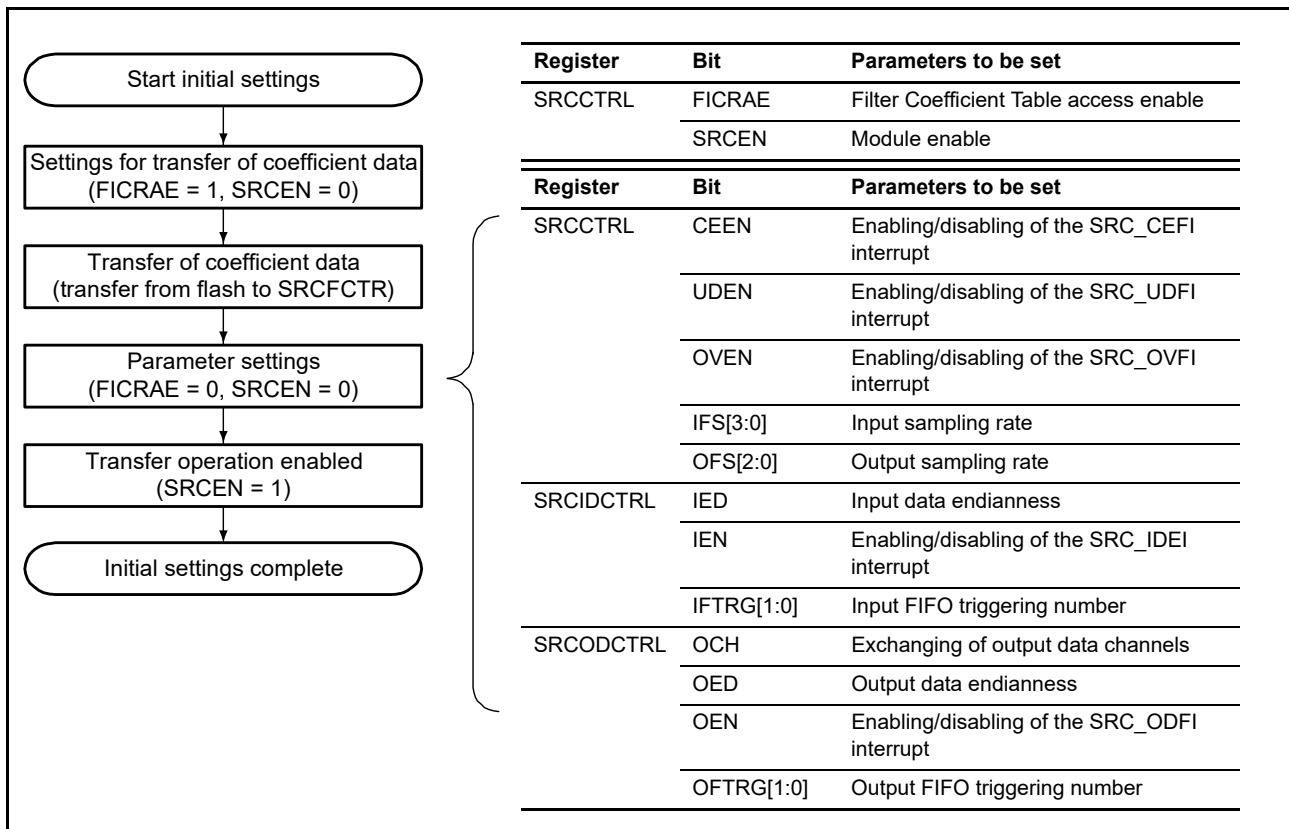 Start initial settings
Settings for transfer of coefficient data
(FICRAE = 1, SRCEN = 0)
Transfer of coefficient data
(transfer from flash to SRCFCTR)
Parameter settings
(FICRAE = 0, SRCEN = 0)
Transfer operation enabled
(SRCEN = 1)
Initial settings complete
Register Bit Parameters to be set
SRCCTRL FICRAE Filter Coefficient Table access enable
SRCEN Module enable
Register Bit Parameters to be set
SRCCTRL CEEN Enabling/disabling of the SRC_CEFI
interrupt
UDEN Enabling/disabling of the SRC_UDFI
interrupt
OVEN Enabling/disabling of the SRC_OVFI
interrupt
IFS[3:0] Input sampling rate
OFS[2:0] Output sampling rate
SRCIDCTRL IED Input data endianness
IEN Enabling/disabling of the SRC_IDEI
interrupt
IFTRG[1:0] Input FIFO triggering number
SRCODCTRL OCH Exchanging of output data channels
OED Output data endianness
OEN Enabling/disabling of the SRC_ODFI
interrupt
OFTRG[1:0] Output FIFO triggering number